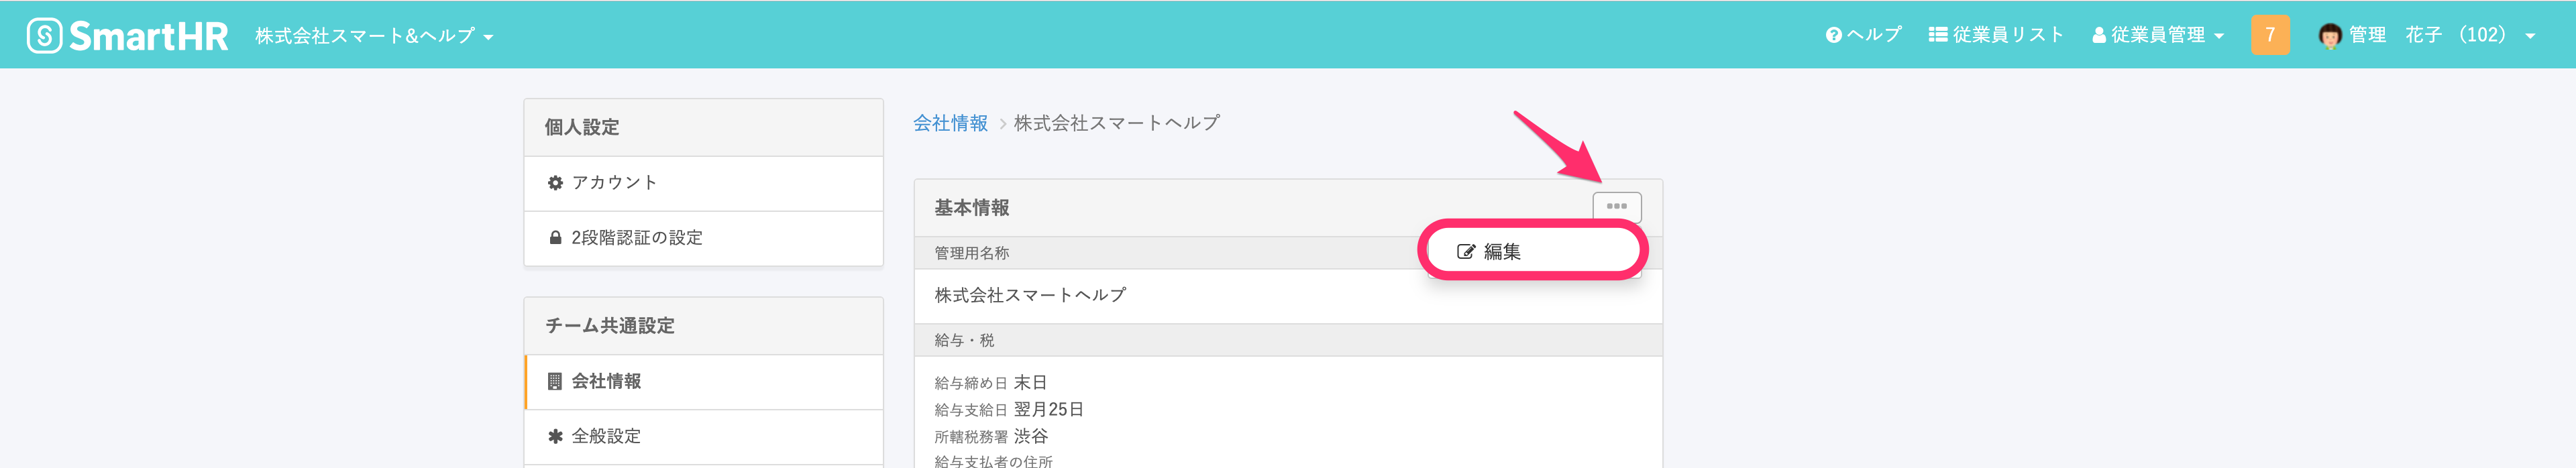 SmartHR 株式会社スマート&ヘルプ ヘルプ 従業員リスト 従業員管理 7 管理 花子 (102)
個人設定
アカウント
2段階認証の設定
チーム共通設定
会社情報
全般設定
会社情報 株式会社スマートヘルプ
基本情報
編集
管理用名称
株式会社スマートヘルプ
給与・税
給与締め日 末日
給与支給日 翌月25日
所轄税務署 渋谷
給与支払者の住所